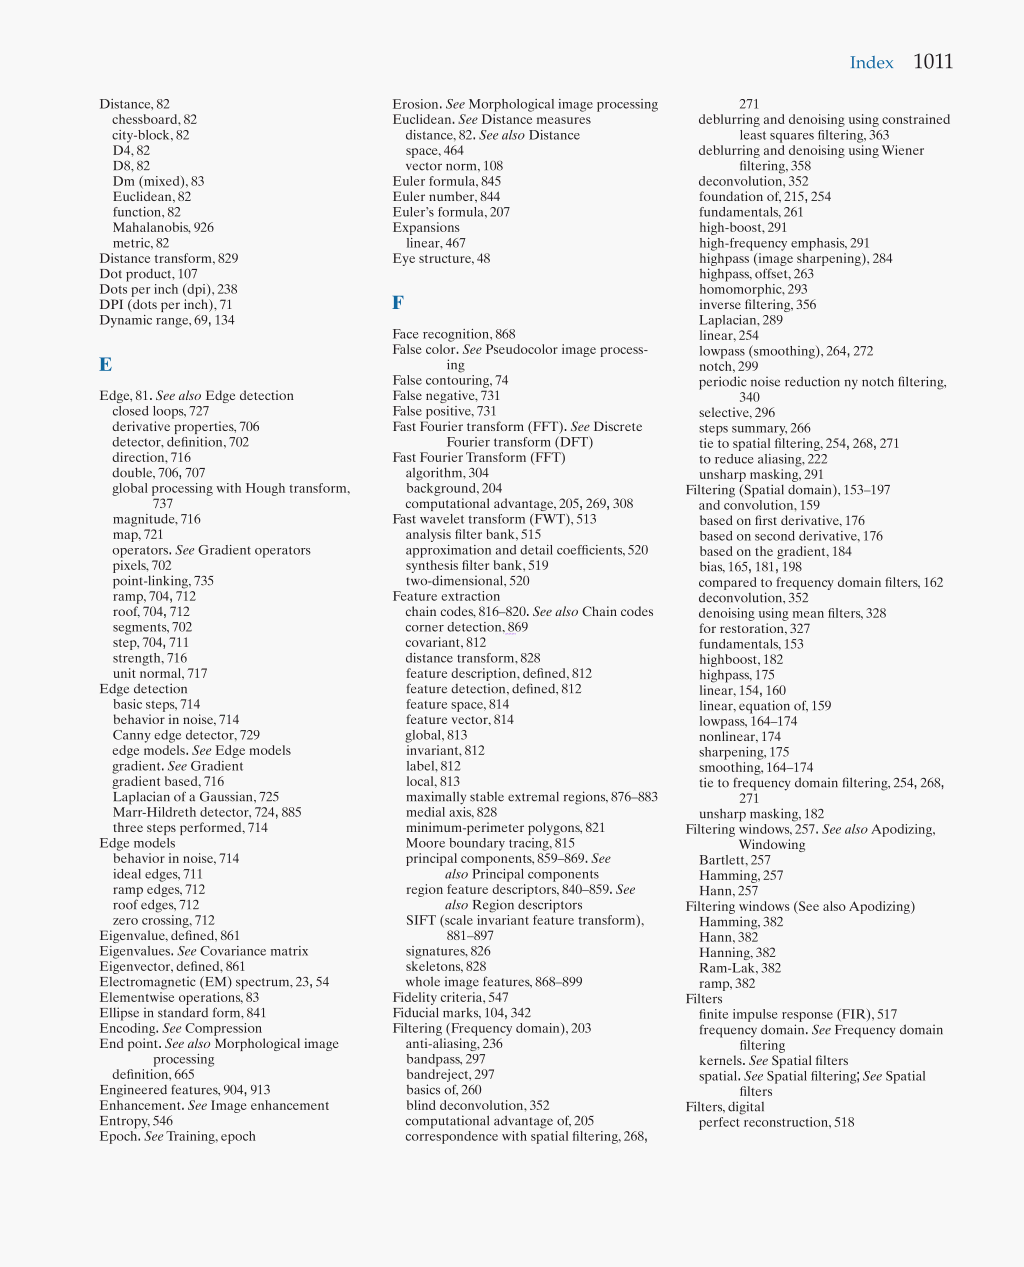 Index 1011
Distance, 82
chessboard, 82
city-block, 82
D4, 82
D8, 82
Dm (mixed), 83
Euclidean, 82
function, 82
Mahalanobis, 926
metric, 82
Distance transform, 829
Dot product, 107
Dots per inch (dpi), 238
DPI (dots per inch), 71
Dynamic range, 69, 134
E
Edge, 81. See also Edge detection
closed loops, 727
derivative properties, 706
detector, definition, 702
direction, 716
double, 706, 707
global processing with Hough transform,
737
magnitude, 716
map, 721
operators. See Gradient operators
pixels, 702
point-linking, 735
ramp, 704, 712
roof, 704, 712
segments, 702
step, 704, 711
strength, 716
unit normal, 717
Edge detection
basic steps, 714
behavior in noise, 714
Canny edge detector, 729
edge models. See Edge models
gradient. See Gradient
gradient based, 716
Laplacian of a Gaussian, 725
Marr-Hildreth detector, 724, 885
three steps performed, 714
Edge models
behavior in noise, 714
ideal edges, 711
ramp edges, 712
roof edges, 712
zero crossing, 712
Eigenvalue, defined, 861
Eigenvalues. See Covariance matrix
Eigenvector, defined, 861
Electromagnetic (EM) spectrum, 23, 54
Elementwise operations, 83
Ellipse in standard form, 841
Encoding. See Compression
End point. See also Morphological image
processing
definition, 665
Engineered features, 904, 913
Enhancement. See Image enhancement
Entropy, 546
Epoch. See Training, epoch
Erosion. See Morphological image processing
Euclidean. See Distance measures
distance, 82. See also Distance
space, 464
vector norm, 108
Euler formula, 845
Euler number, 844
Euler's formula, 207
Expansions
linear, 467
Eye structure, 48
F
Face recognition, 868
False color. See Pseudocolor image process-
ing
False contouring, 74
False negative, 731
False positive, 731
Fast Fourier transform (FFT). See Discrete
Fourier transform (DFT)
Fast Fourier Transform (FFT)
algorithm, 304
background, 204
computational advantage, 205, 269, 308
Fast wavelet transform (FWT), 513
analysis filter bank, 515
approximation and detail coefficients, 520
synthesis filter bank, 519
two-dimensional, 520
Feature extraction
chain codes, 816–820. See also Chain codes
corner detection, 869
covariant, 812
distance transform, 828
feature description, defined, 812
feature detection, defined, 812
feature space, 814
feature vector, 814
global, 813
invariant, 812
label, 812
local, 813
maximally stable extremal regions, 876–883
medial axis, 828
minimum-perimeter polygons, 821
Moore boundary tracing, 815
principal components, 859–869. See
also Principal components
region feature descriptors, 840–859. See
also Region descriptors
SIFT (scale invariant feature transform),
881–897
signatures, 826
skeletons, 828
whole image features, 868–899
Fidelity criteria, 547
Fiducial marks, 104, 342
Filtering (Frequency domain), 203
anti-aliasing, 236
bandpass, 297
bandreject, 297
basics of, 260
blind deconvolution, 352
computational advantage of, 205
correspondence with spatial filtering, 268,
271
deblurring and denoising using constrained
least squares filtering, 363
deblurring and denoising using Wiener
filtering, 358
deconvolution, 352
foundation of, 215, 254
fundamentals, 261
high-boost, 291
high-frequency emphasis, 291
highpass (image sharpening), 284
highpass, offset, 263
homomorphic, 293
inverse filtering, 356
Laplacian, 289
linear, 254
lowpass (smoothing), 264, 272
notch, 299
periodic noise reduction ny notch filtering,
340
selective, 296
steps summary, 266
tie to spatial filtering, 254, 268, 271
to reduce aliasing, 222
unsharp masking, 291
Filtering (Spatial domain), 153–197
and convolution, 159
based on first derivative, 176
based on second derivative, 176
based on the gradient, 184
bias, 165, 181, 198
compared to frequency domain filters, 162
deconvolution, 352
denoising using mean filters, 328
for restoration, 327
fundamentals, 153
highboost, 182
highpass, 175
linear, 154, 160
linear, equation of, 159
lowpass, 164–174
nonlinear, 174
sharpening, 175
smoothing, 164–174
tie to frequency domain filtering, 254, 268,
271
unsharp masking, 182
Filtering windows, 257. See also Apodizing,
Windowing
Bartlett, 257
Hamming, 257
Hann, 257
Filtering windows (See also Apodizing)
Hamming, 382
Hann, 382
Hanning, 382
Ram-Lak, 382
ramp, 382
Filters
finite impulse response (FIR), 517
frequency domain. See Frequency domain
filtering
kernels. See Spatial filters
spatial. See Spatial filtering; See Spatial
filters
Filters, digital
perfect reconstruction, 518